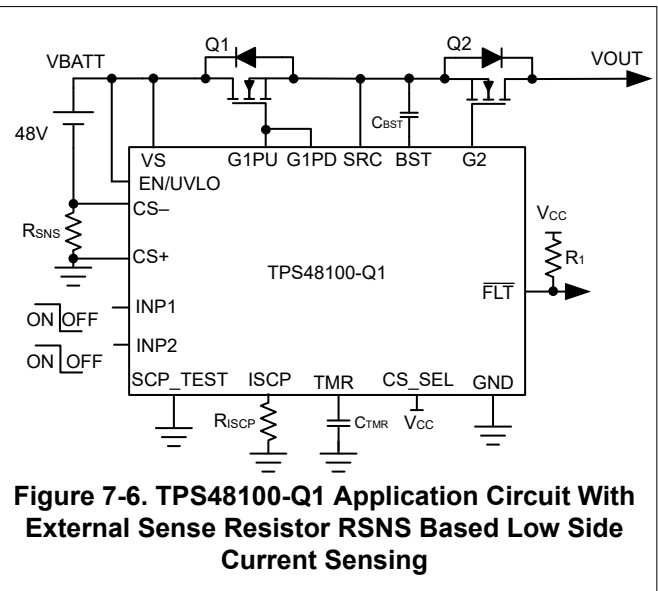 Q1
Q2
VBATT
VOUT
48V
CBST
VS
G1PU
G1PD
SRC
BST
G2
EN/UVLO
CS–
RSNS
CS+
VCC
R1
TPS48100-Q1
FLT
ON OFF
INP1
ON OFF
INP2
SCP_TEST
ISCP
TMR
CS_SEL
GND
RISCP
CTMR
VCC
Figure 7-6. TPS48100-Q1 Application Circuit With
External Sense Resistor RSNS Based Low Side
Current Sensing